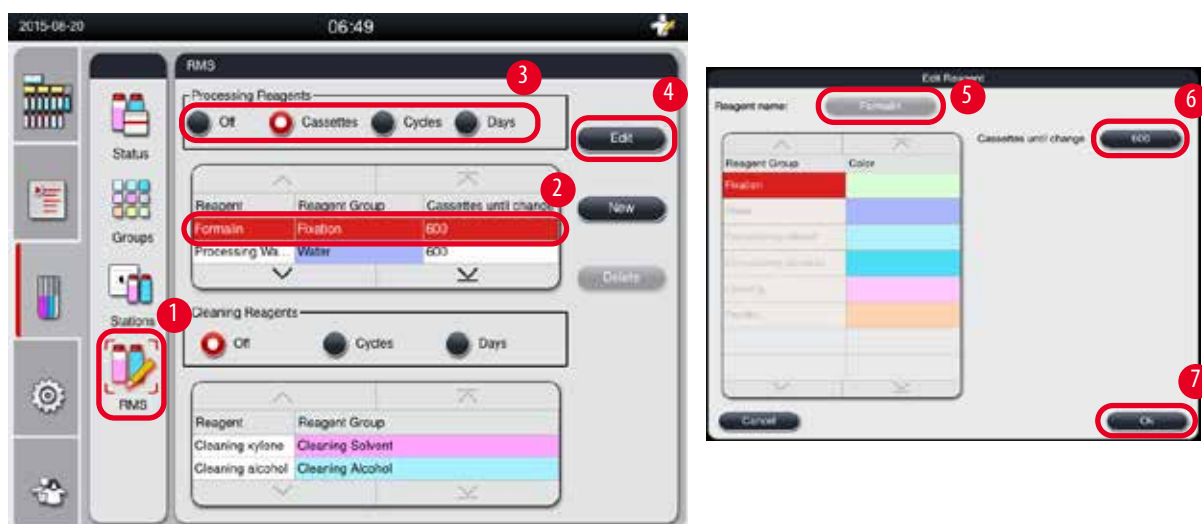 2015-08-20 06:49
RMS
Processing Reagents
Off Cassettes Cycles Days
3
4
Edit
Status
2
Reagent Reagent Group Cassettes until change
Formalin Fixation 600
Processing Wa... Water 600
New
Groups
Delete
1
Stations
Cleaning Reagents
Off Cycles Days
RMS
Reagent Reagent Group
Cleaning xylene Cleaning Solvent
Cleaning alcohol Cleaning Alcohol
Edit Reagent
Reagent name: Formalin
5
6
Cassettes until change 600
Reagent Group Color
Fixation
Water
Clearing
Paraffin
7
Cancel Ok